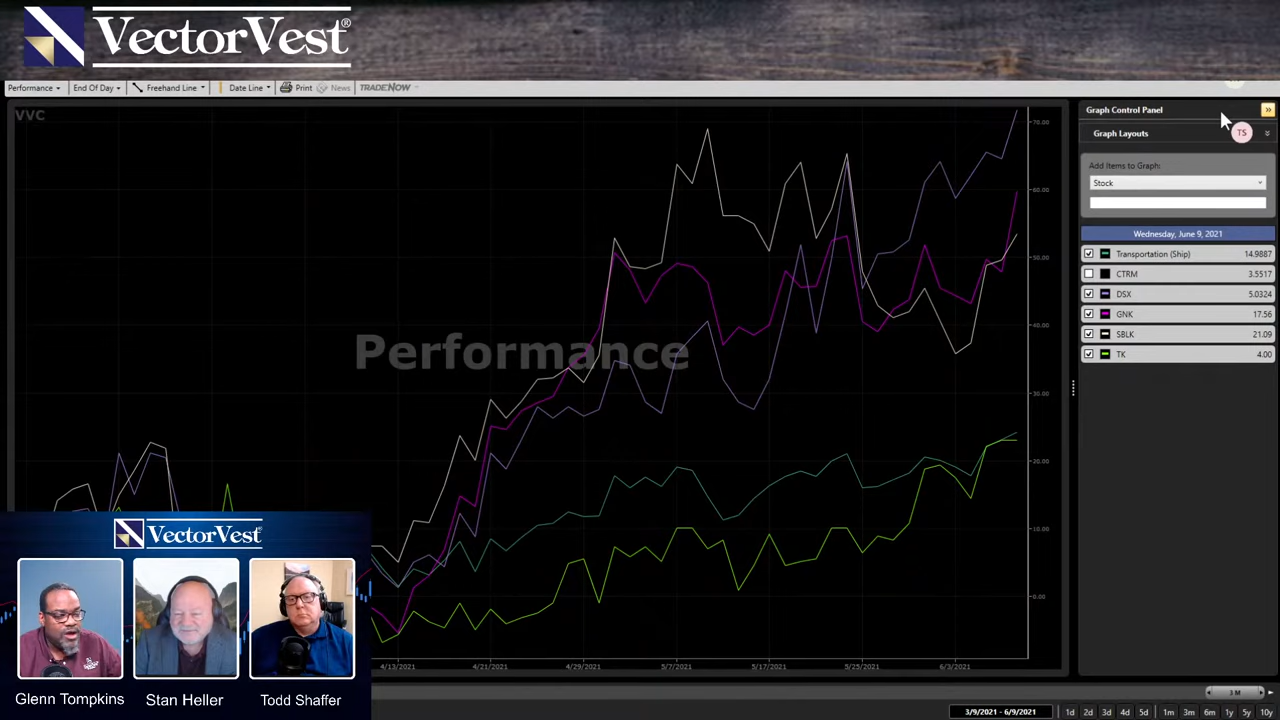 VectorVest®
Performance
End Of Day
Freehand Line
Date Line
Print
News
TRADENOW
VVC
Performance
70.00
60.00
50.00
40.00
30.00
20.00
10.00
0.00
4/13/2021
4/21/2021
4/29/2021
5/7/2021
5/17/2021
5/25/2021
6/3/2021
Graph Control Panel
Graph Layouts
TS
Add Items to Graph:
Stock
Wednesday, June 9, 2021
Transportation (Ship) 14.9887
CTRM 3.5517
DSX 5.0324
GNK 17.56
SBLK 21.09
TK 4.00
VectorVest
Glenn Tompkins
Stan Heller
Todd Shaffer
3 M
3/9/2021 - 6/9/2021
1d 2d 3d 4d 5d 1m 3m 6m 1y 5y 10y